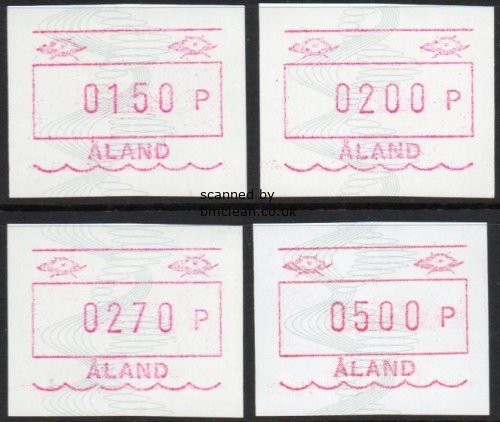 0150 P
ÅLAND
0200 P
ÅLAND
scanned by
bmclean.co.uk
0270 P
ÅLAND
0500 P
ÅLAND